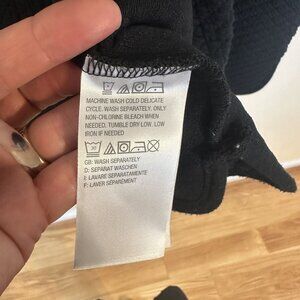 MACHINE WASH COLD DELICATE
CYCLE. WASH SEPARATELY. ONLY
NON-CHLORINE BLEACH WHEN
NEEDED. TUMBLE DRY LOW. LOW
IRON IF NEEDED
GB: WASH SEPARATELY
D: SEPARAT WASCHEN
I: LAVARE SEPARATAMENTE
F: LAVER SÉPARÉMENT